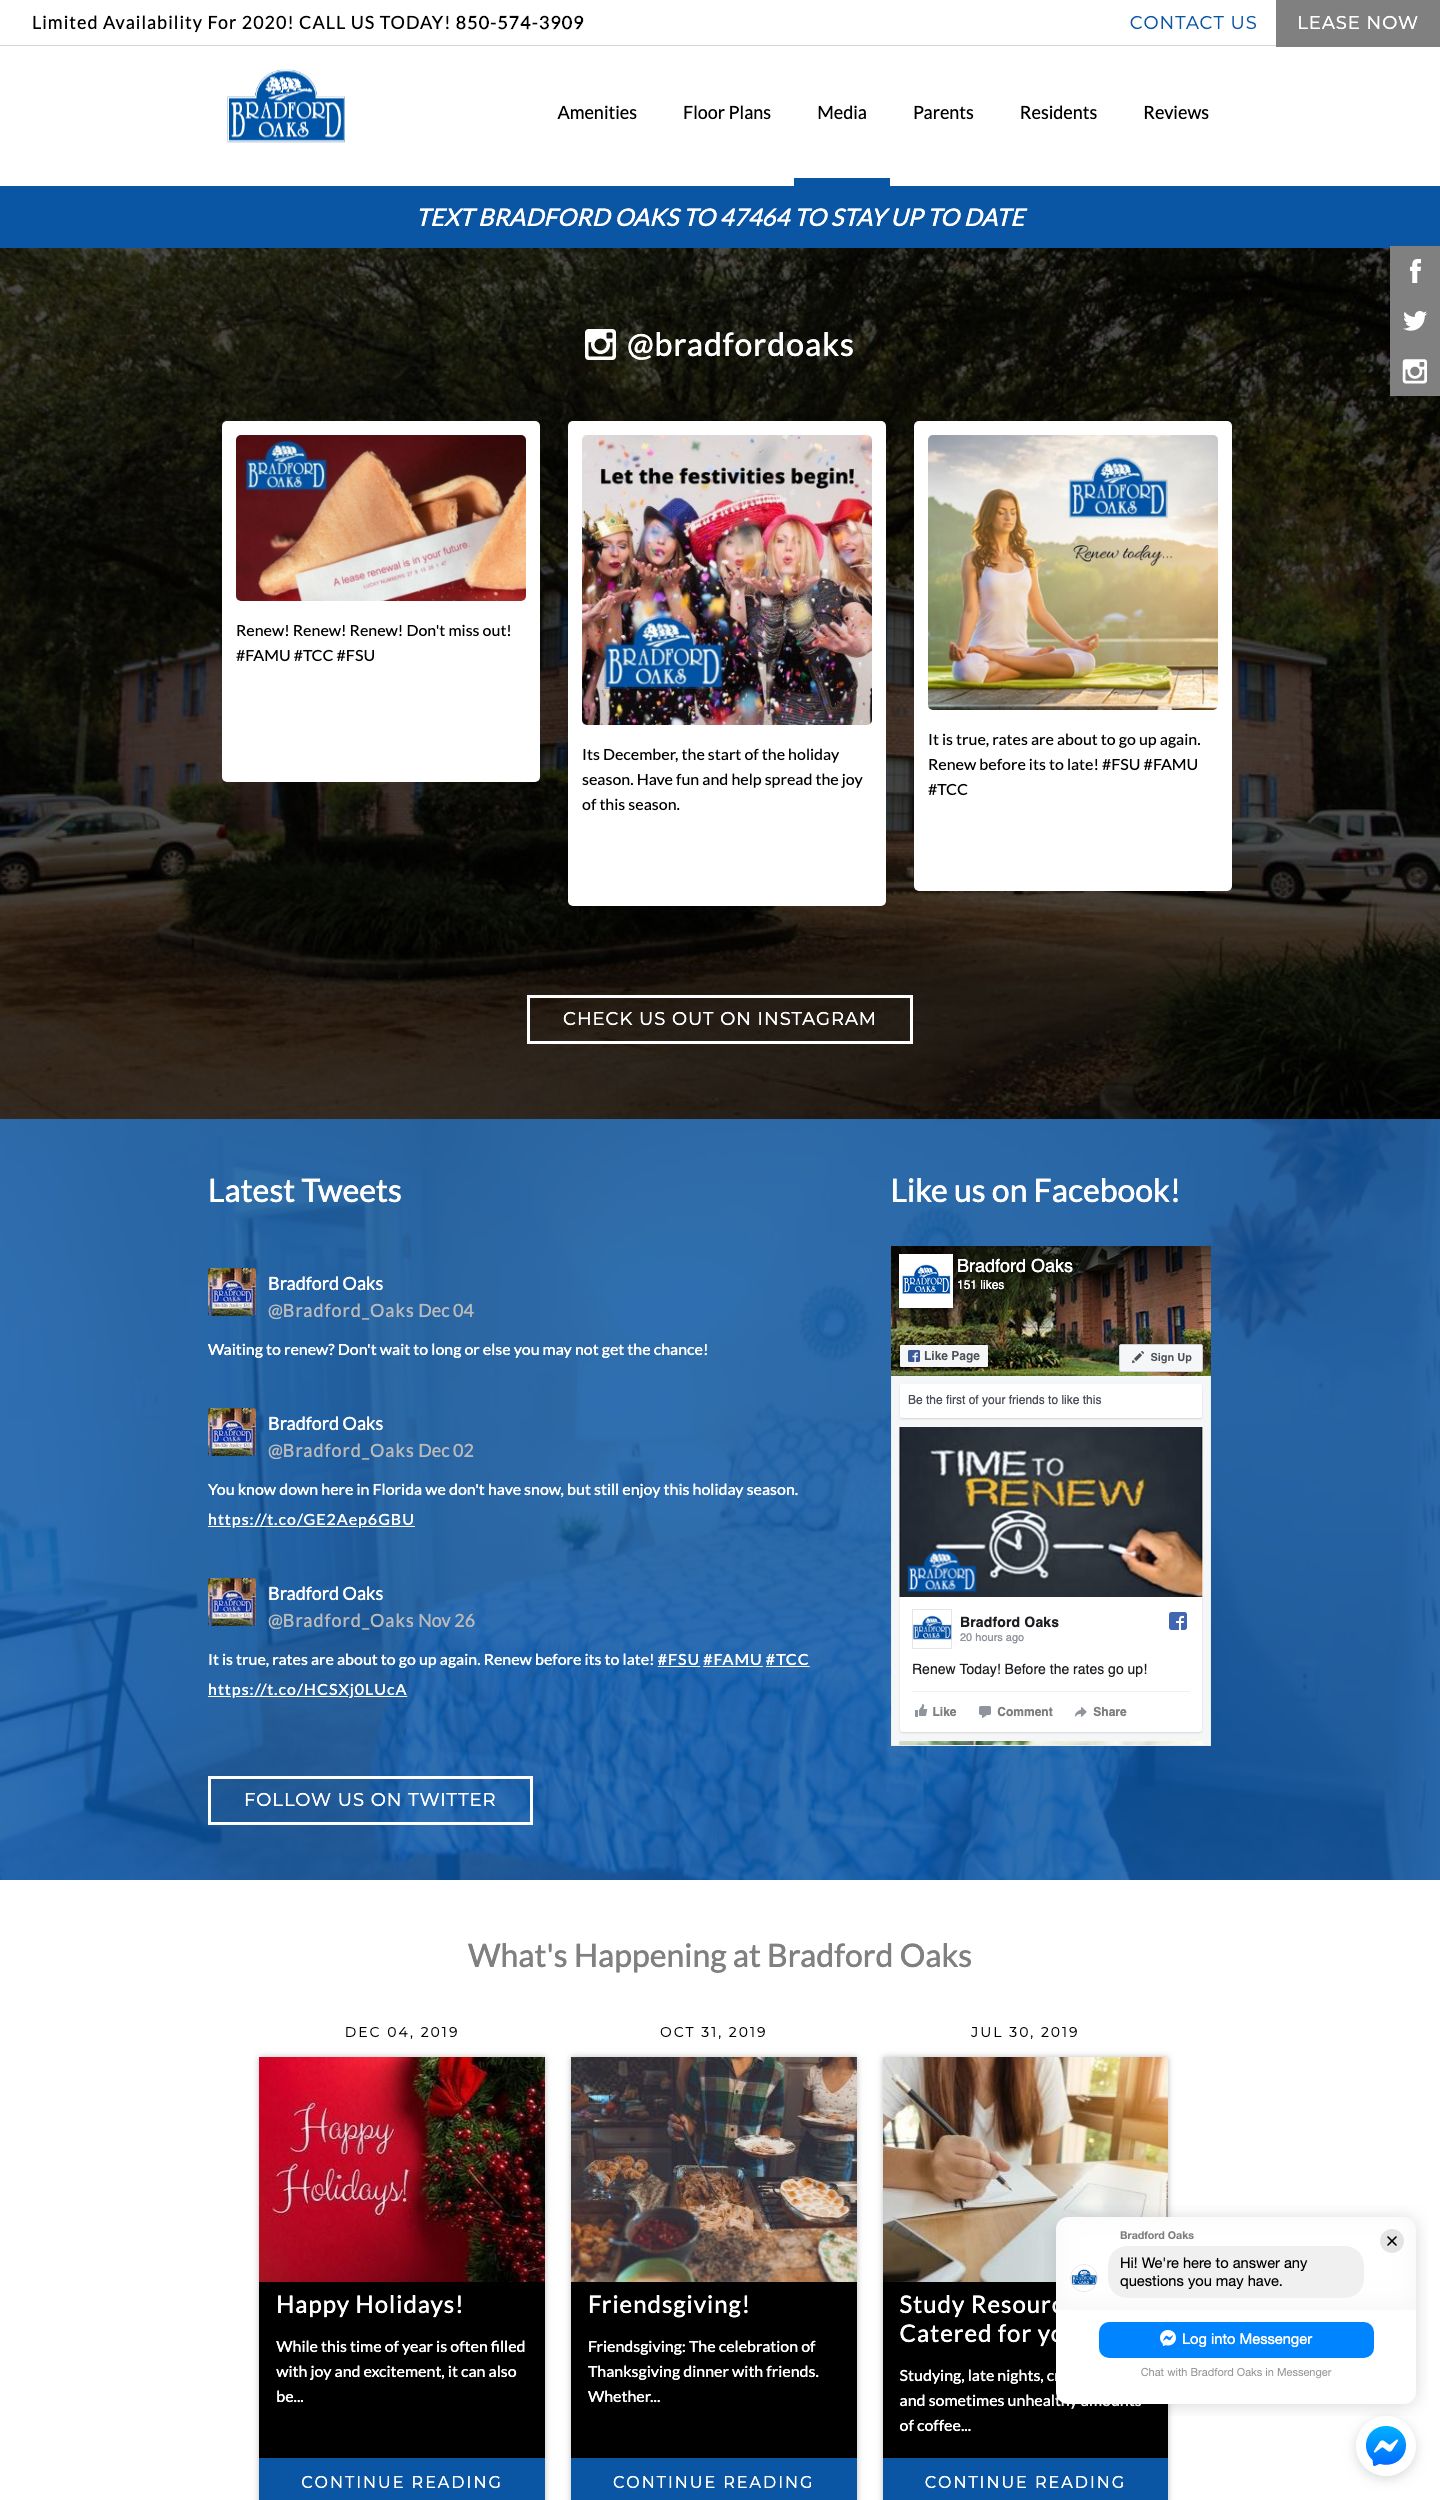 Limited Availability For 2020! CALL US TODAY! 850-574-3909
CONTACT US
LEASE NOW
BRADFORD
OAKS
Amenities
Floor Plans
Media
Parents
Residents
Reviews
TEXT BRADFORD OAKS TO 47464 TO STAY UP TO DATE
@bradfordoaks
BRADFORD
OAKS
A lease renewal is in your future.
Renew! Renew! Renew! Don't miss out!
#FAMU #TCC #FSU
Let the festivities begin!
BRADFORD
OAKS
Its December, the start of the holiday
season. Have fun and help spread the joy
of this season.
BRADFORD
OAKS
Renew today...
It is true, rates are about to go up again.
Renew before its to late! #FSU #FAMU
#TCC
CHECK US OUT ON INSTAGRAM
Latest Tweets
Bradford Oaks
@Bradford_Oaks Dec 04
Waiting to renew? Don't wait to long or else you may not get the chance!
Bradford Oaks
@Bradford_Oaks Dec 02
You know down here in Florida we don't have snow, but still enjoy this holiday season.
https://t.co/GE2Aep6GBU
Bradford Oaks
@Bradford_Oaks Nov 26
It is true, rates are about to go up again. Renew before its to late! #FSU #FAMU #TCC
https://t.co/HCSXj0LUcA
FOLLOW US ON TWITTER
Like us on Facebook!
BRADFORD
OAKS
Bradford Oaks
151 likes
Like Page
Sign Up
Be the first of your friends to like this
TIME TO
RENEW
BRADFORD
OAKS
Bradford Oaks
20 hours ago
Renew Today! Before the rates go up!
Like
Comment
Share
What's Happening at Bradford Oaks
DEC 04, 2019
Happy
Holidays!
Happy Holidays!
While this time of year is often filled
with joy and excitement, it can also
be...
CONTINUE READING
OCT 31, 2019
Friendsgiving!
Friendsgiving: The celebration of
Thanksgiving dinner with friends.
Whether...
CONTINUE READING
JUL 30, 2019
Study
Catered for
Studying, late nights,
and sometimes unhealthy amounts
of coffee...
CONTINUE READING
Bradford Oaks
Hi! We're here to answer any
questions you may have.
Log into Messenger
Chat with Bradford Oaks in Messenger